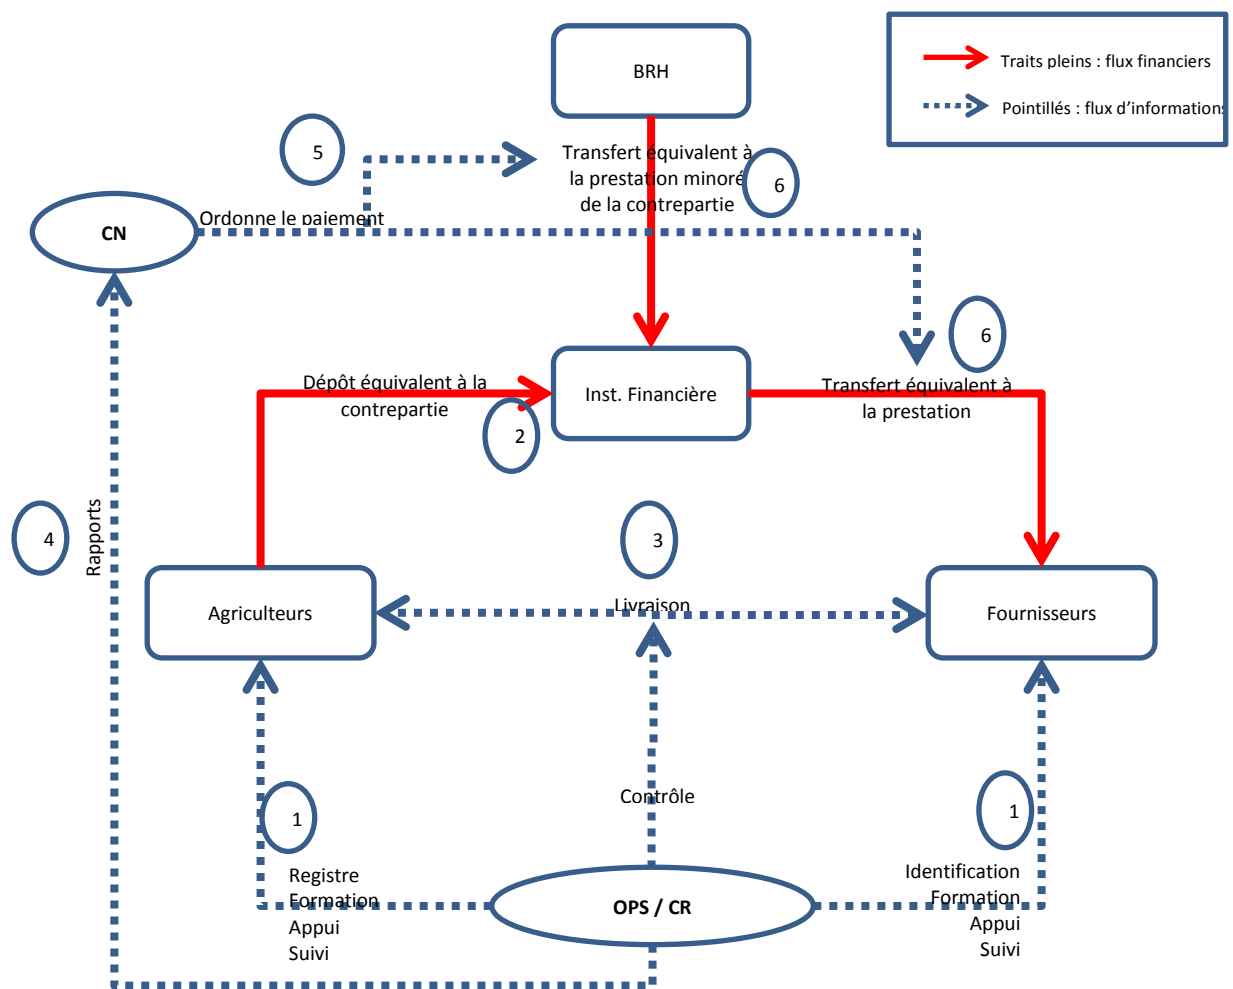 BRH
Traits pleins : flux financiers
Pointillés : flux d'informations
5
Transfert équivalent à
la prestation minoré
de la contrepartie
6
Ordonne le paiement
CN
6
Dépôt équivalent à la
contrepartie
Inst. Financière
Transfert équivalent à
la prestation
2
4
Rapports
3
Agriculteurs
Livraison
Fournisseurs
Contrôle
1
1
Registre
Formation
Appui
Suivi
OPS / CR
Identification
Formation
Appui
Suivi